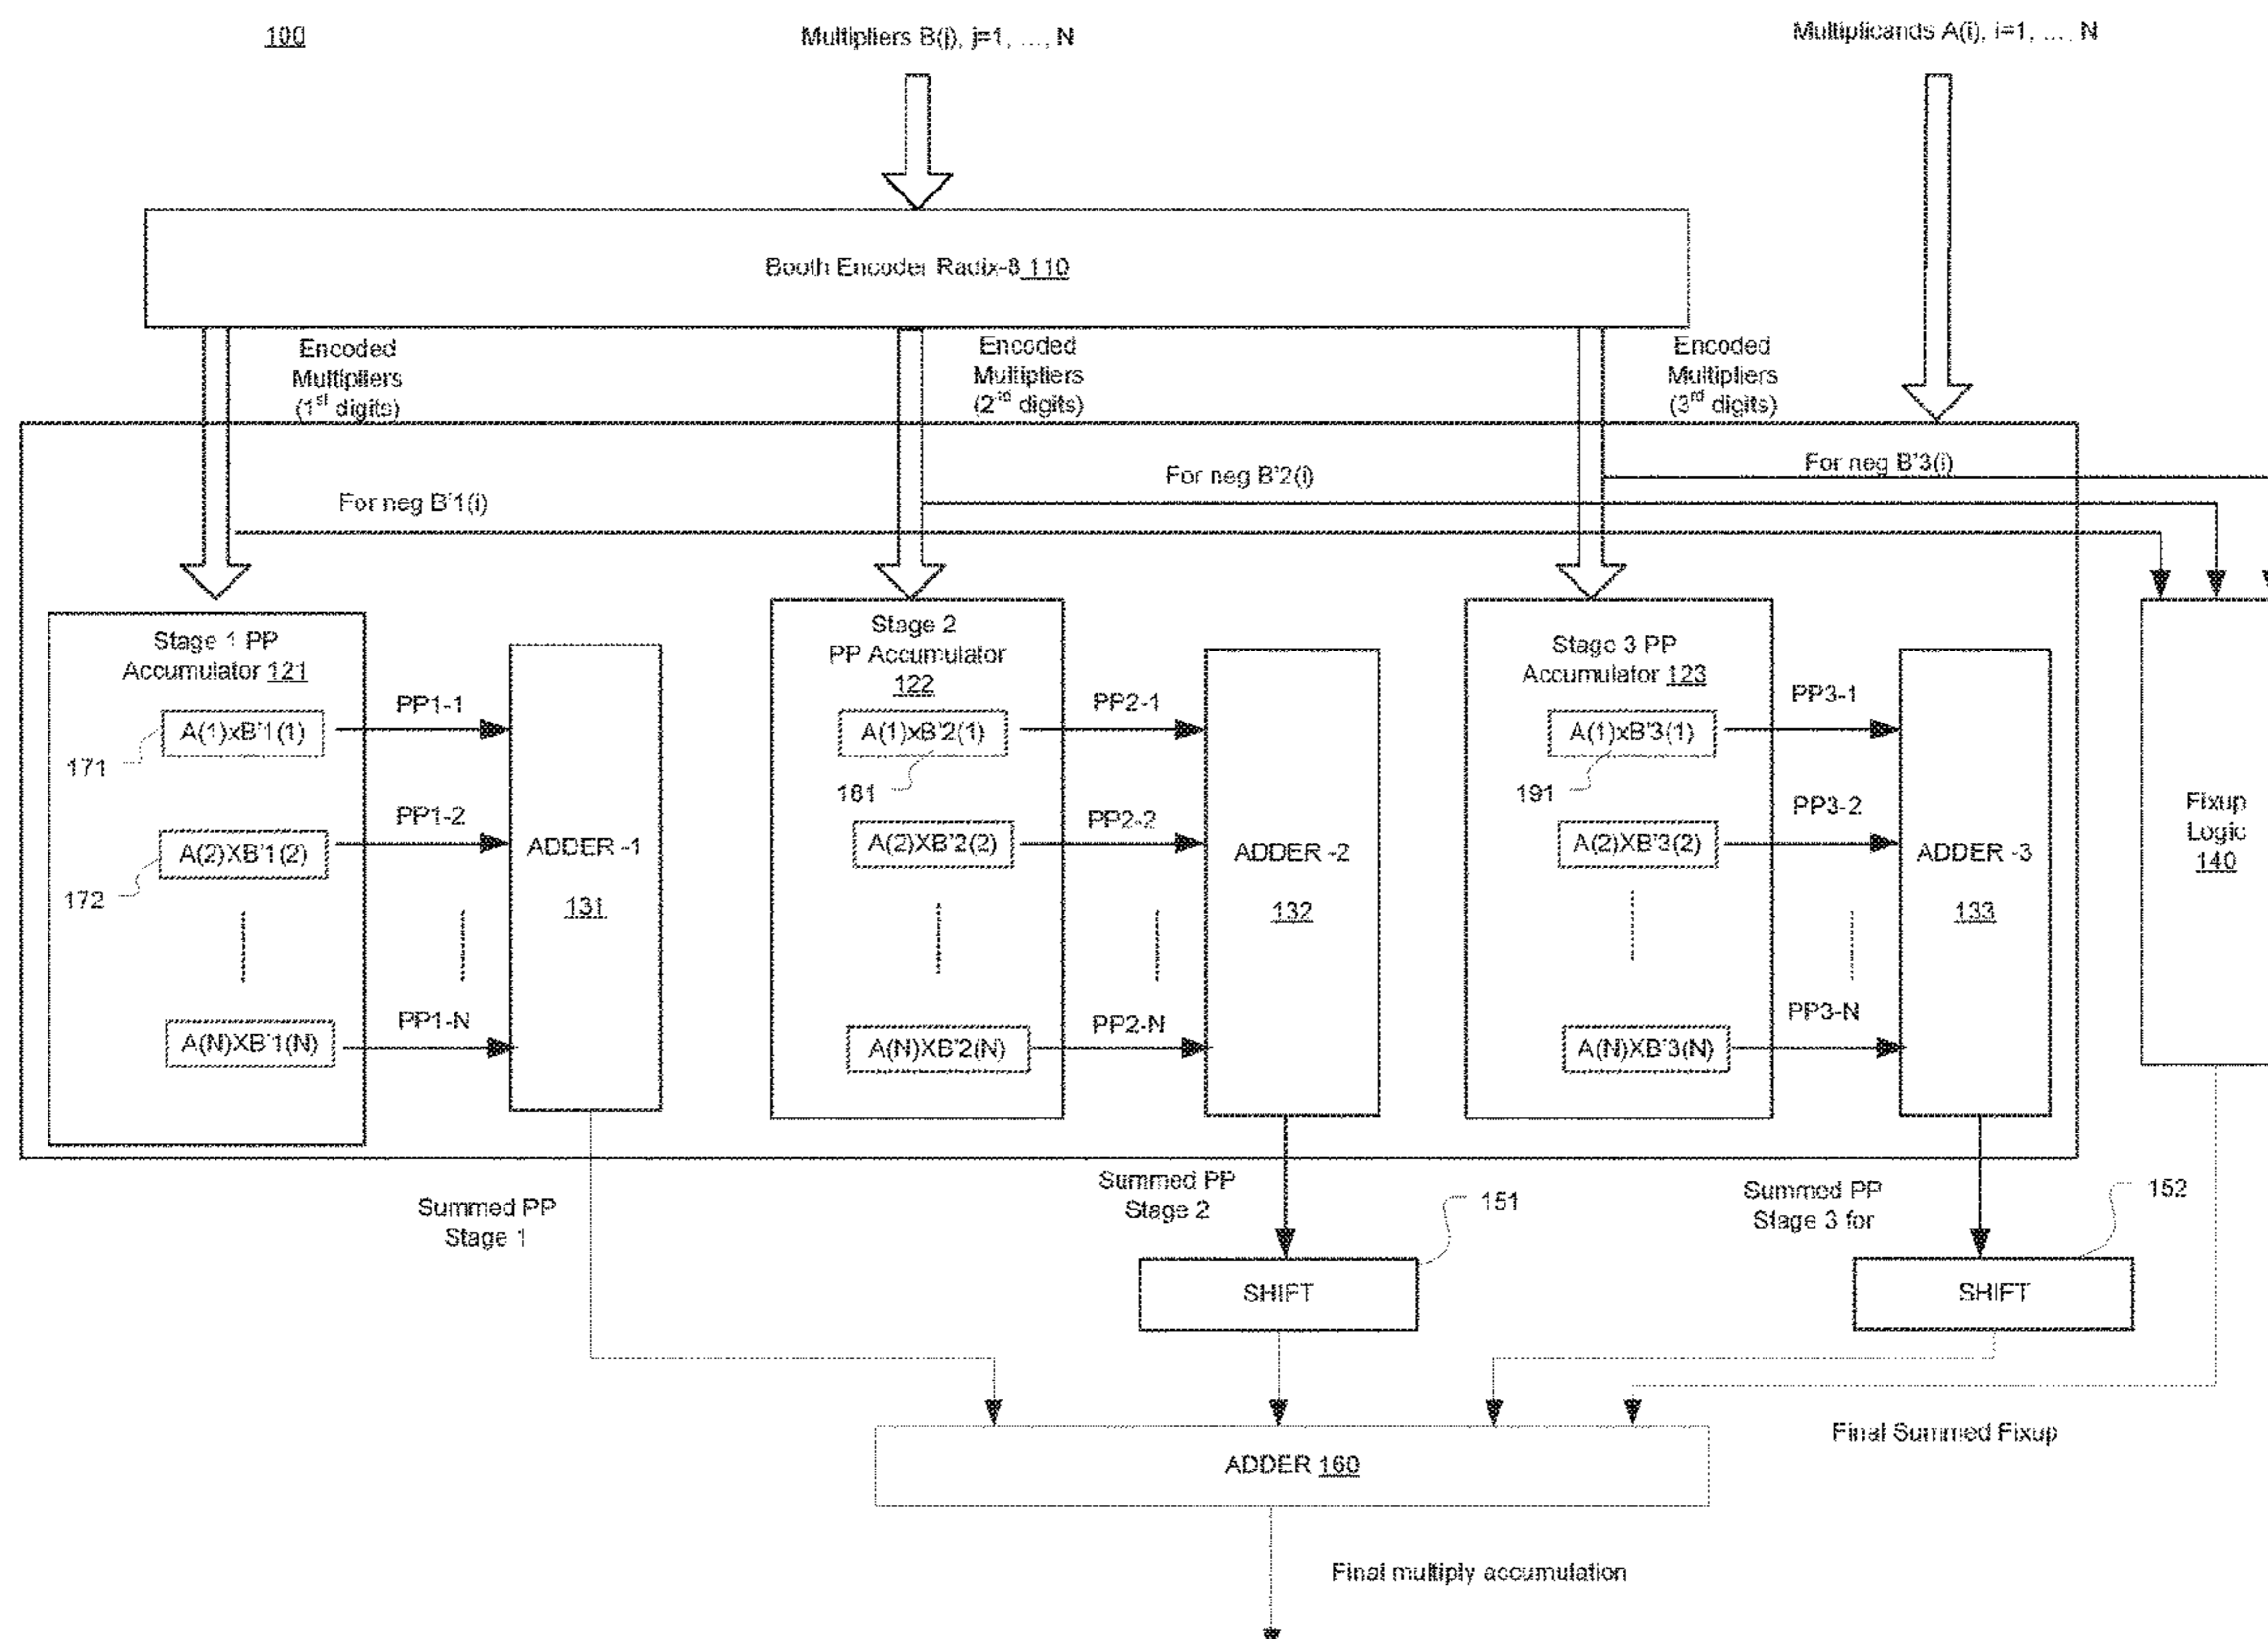 100
Multipliers B(j), j=1, ..., N
Multiplicands A(i), i=1, ..., N
Booth Encoder Radix-8 110
Encoded
Multipliers
(1st digits)
Encoded
Multipliers
(2nd digits)
Encoded
Multipliers
(3rd digits)
For neg B'1(i)
For neg B'2(i)
For neg B'3(i)
Stage 1 PP
Accumulator 121
A(1)xB'1(1)
171
A(2)XB'1(2)
172
A(N)XB'1(N)
PP1-1
PP1-2
PP1-N
ADDER -1
131
Stage 2
PP Accumulator
122
A(1)xB'2(1)
181
A(2)XB'2(2)
A(N)XB'2(N)
PP2-1
PP2-2
PP2-N
ADDER -2
132
Stage 3 PP
Accumulator 123
A(1)xB'3(1)
191
A(2)XB'3(2)
A(N)XB'3(N)
PP3-1
PP3-2
PP3-N
ADDER -3
133
Fixup
Logic
140
Summed PP
Stage 1
Summed PP
Stage 2
151
Summed PP
Stage 3 for
152
SHIFT
SHIFT
Final Summed Fixup
ADDER 160
Final multiply accumulation